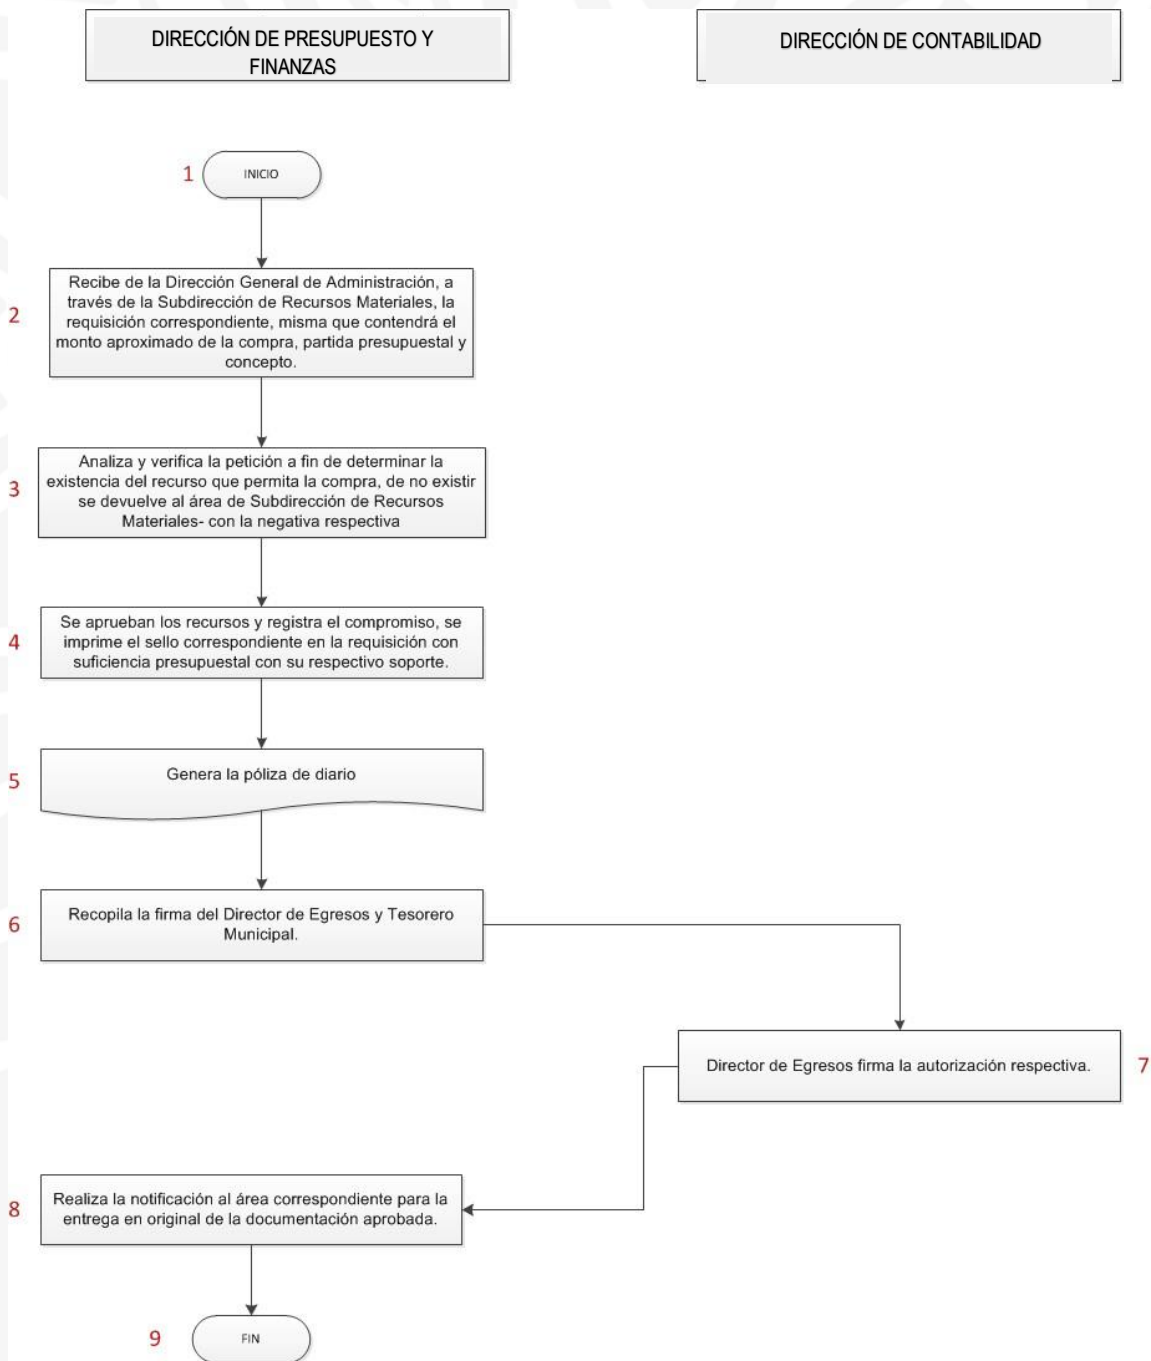 DIRECCIÓN DE PRESUPUESTO Y
FINANZAS
DIRECCIÓN DE CONTABILIDAD
1
INICIO
2
Recibe de la Dirección General de Administración, a
través de la Subdirección de Recursos Materiales, la
requisición correspondiente, misma que contendrá el
monto aproximado de la compra, partida presupuestal y
concepto.
3
Analiza y verifica la petición a fin de determinar la
existencia del recurso que permita la compra, de no existir
se devuelve al área de Subdirección de Recursos
Materiales- con la negativa respectiva
4
Se aprueban los recursos y registra el compromiso, se
imprime el sello correspondiente en la requisición con
suficiencia presupuestal con su respectivo soporte.
5
Genera la póliza de diario
6
Recopila la firma del Director de Egresos y Tesorero
Municipal.
Director de Egresos firma la autorización respectiva.
7
8
Realiza la notificación al área correspondiente para la
entrega en original de la documentación aprobada.
9
FIN